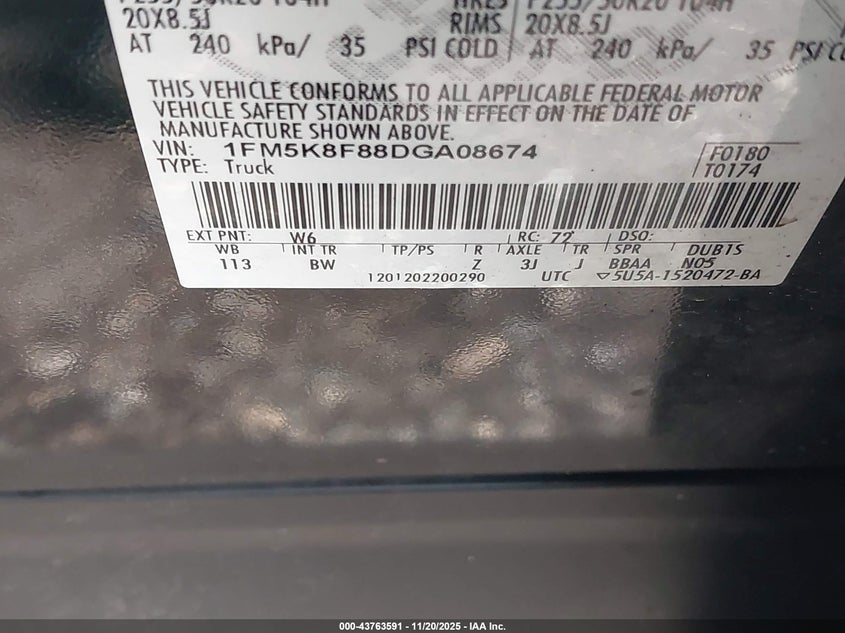 20X8.5J RIMS 20X8.5J
AT 240 kPa/ 35 PSI COLD AT 240 kPa/ 35 PSI
THIS VEHICLE CONFORMS TO ALL APPLICABLE FEDERAL MOTOR
VEHICLE SAFETY STANDARDS IN EFFECT ON THE DATE OF
MANUFACTURE SHOWN ABOVE.
VIN: 1FM5K8F88DGA08674 F0180
TYPE: Truck T0174
EXT PNT: W6 RC: 72 DSO:
WB INT TR TP/PS R AXLE TR SPR DUB1S
113 BW Z 3J J BBAA N05
1201202200290 UTC ▽5U5A-1520472-BA
000-43763591 - 11/20/2025 - IAA Inc.